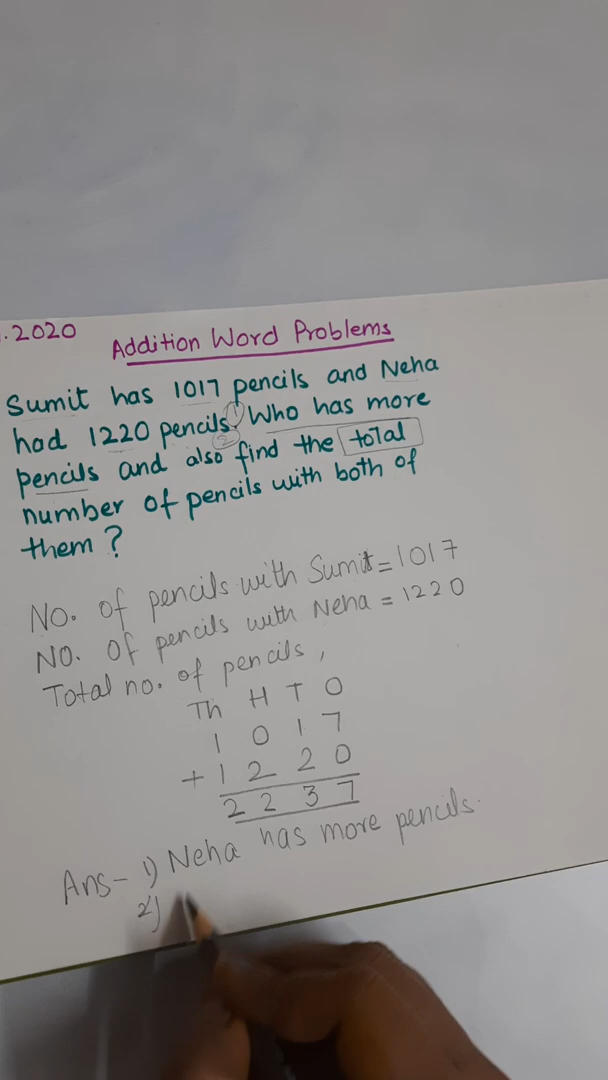 .2020
Addition Word Problems
Sumit has 1017 pencils and Neha
had 1220 pencils. (1) Who has more
pencils and (2) also find the total
number of pencils with both of
them ?
NO. of pencils with Sumit = 1017
NO. Of pencils with Neha = 1220
Total no. of pencils,
Th H T O
1 0 1 7
+ 1 2 2 0
2 2 3 7
Ans- 1) Neha has more pencils.
2)